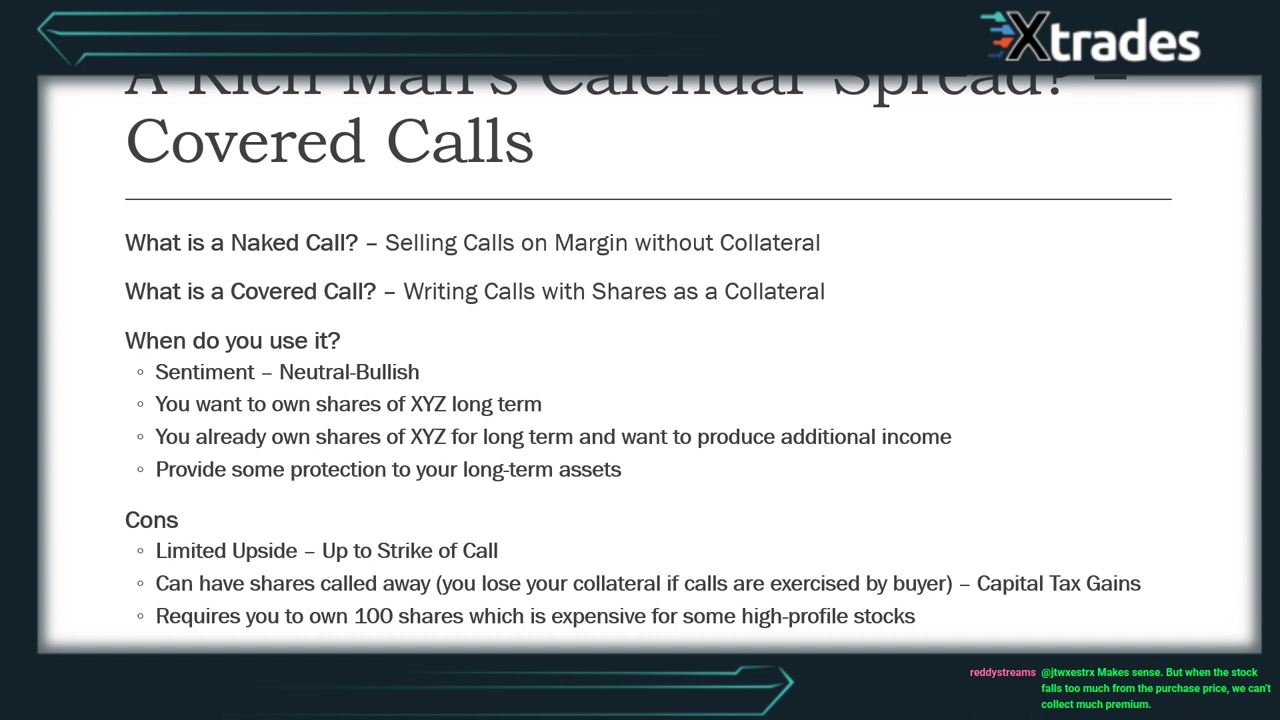 Xtrades
A Rich Man's Calendar Spread? –
Covered Calls
What is a Naked Call? – Selling Calls on Margin without Collateral
What is a Covered Call? – Writing Calls with Shares as a Collateral
When do you use it?
◦ Sentiment – Neutral-Bullish
◦ You want to own shares of XYZ long term
◦ You already own shares of XYZ for long term and want to produce additional income
◦ Provide some protection to your long-term assets
Cons
◦ Limited Upside – Up to Strike of Call
◦ Can have shares called away (you lose your collateral if calls are exercised by buyer) – Capital Tax Gains
◦ Requires you to own 100 shares which is expensive for some high-profile stocks
reddystreams @jtwxestrx Makes sense. But when the stock
falls too much from the purchase price, we can't
collect much premium.